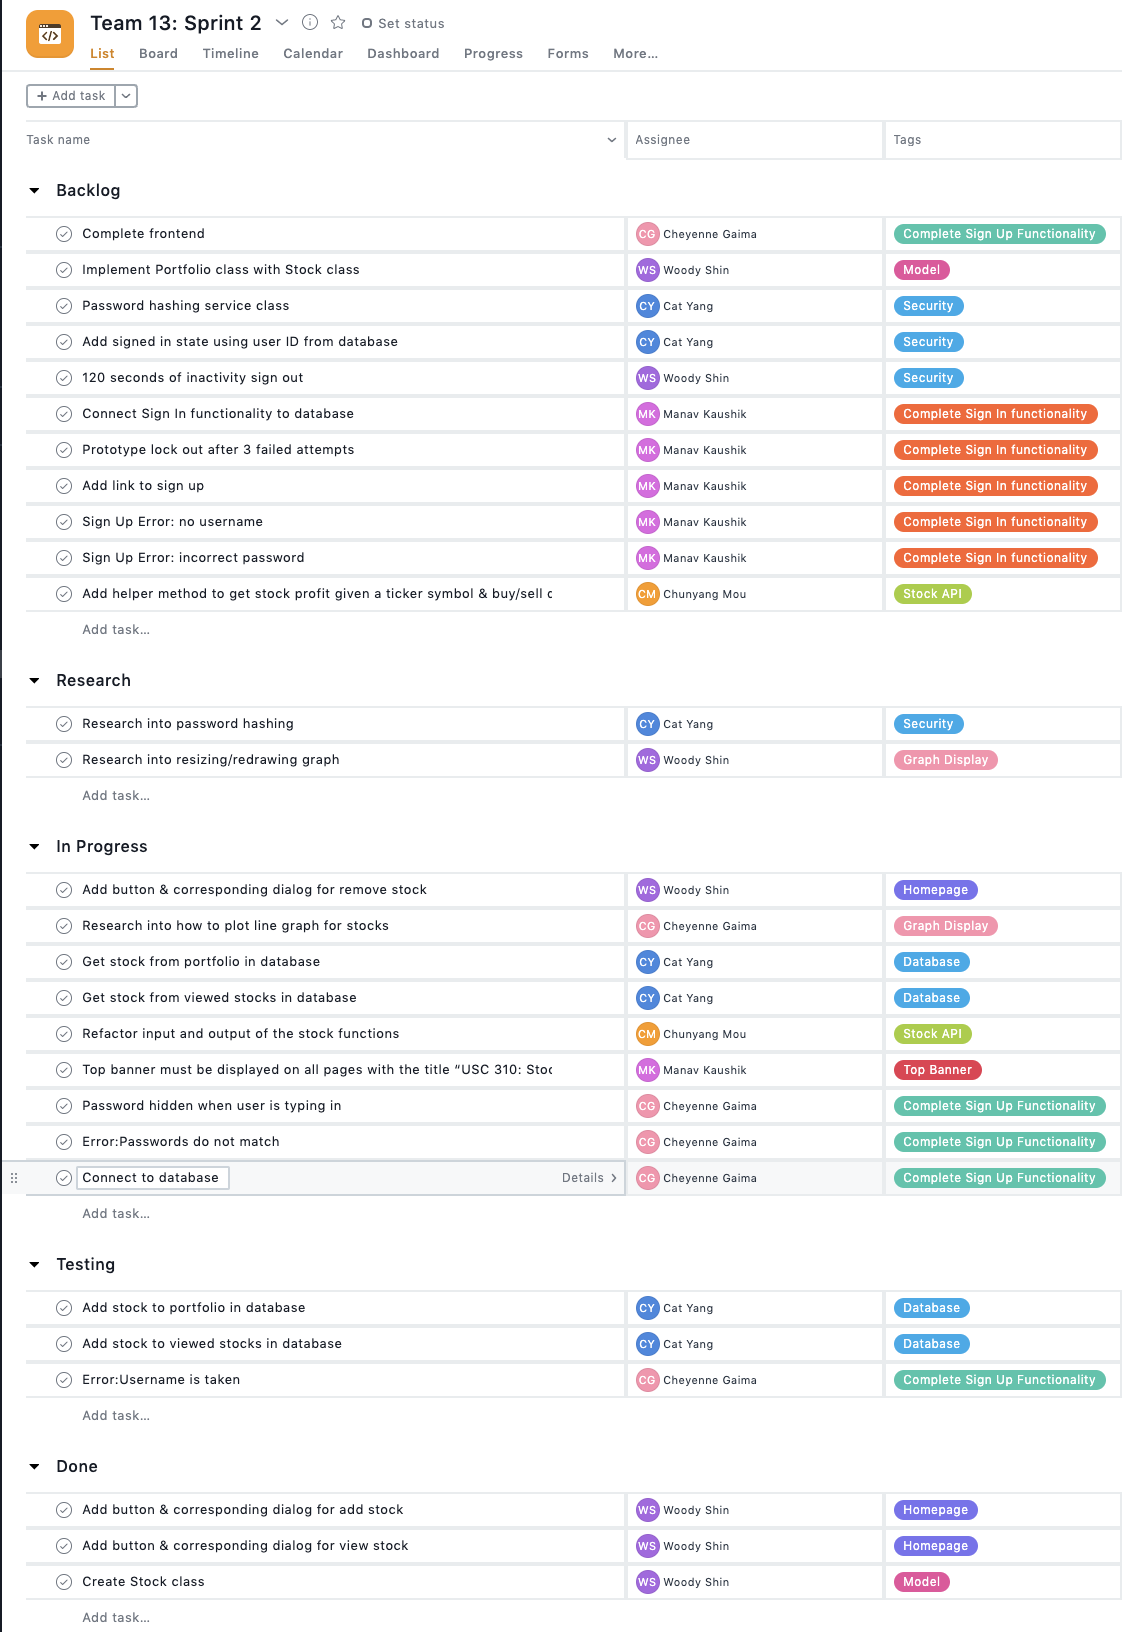 Team 13: Sprint 2
Set status
List Board Timeline Calendar Dashboard Progress Forms More...
+ Add task
Task name Assignee Tags
Backlog
Complete frontend CG Cheyenne Gaima Complete Sign Up Functionality
Implement Portfolio class with Stock class WS Woody Shin Model
Password hashing service class CY Cat Yang Security
Add signed in state using user ID from database CY Cat Yang Security
120 seconds of inactivity sign out WS Woody Shin Security
Connect Sign In functionality to database MK Manav Kaushik Complete Sign In functionality
Prototype lock out after 3 failed attempts MK Manav Kaushik Complete Sign In functionality
Add link to sign up MK Manav Kaushik Complete Sign In functionality
Sign Up Error: no username MK Manav Kaushik Complete Sign In functionality
Sign Up Error: incorrect password MK Manav Kaushik Complete Sign In functionality
Add helper method to get stock profit given a ticker symbol & buy/sell CM Chunyang Mou Stock API
Add task...
Research
Research into password hashing CY Cat Yang Security
Research into resizing/redrawing graph WS Woody Shin Graph Display
Add task...
In Progress
Add button & corresponding dialog for remove stock WS Woody Shin Homepage
Research into how to plot line graph for stocks CG Cheyenne Gaima Graph Display
Get stock from portfolio in database CY Cat Yang Database
Get stock from viewed stocks in database CY Cat Yang Database
Refactor input and output of the stock functions CM Chunyang Mou Stock API
Top banner must be displayed on all pages with the title “USC 310: Stoc MK Manav Kaushik Top Banner
Password hidden when user is typing in CG Cheyenne Gaima Complete Sign Up Functionality
Error:Passwords do not match CG Cheyenne Gaima Complete Sign Up Functionality
Connect to database Details > CG Cheyenne Gaima Complete Sign Up Functionality
Add task...
Testing
Add stock to portfolio in database CY Cat Yang Database
Add stock to viewed stocks in database CY Cat Yang Database
Error:Username is taken CG Cheyenne Gaima Complete Sign Up Functionality
Add task...
Done
Add button & corresponding dialog for add stock WS Woody Shin Homepage
Add button & corresponding dialog for view stock WS Woody Shin Homepage
Create Stock class WS Woody Shin Model
Add task...